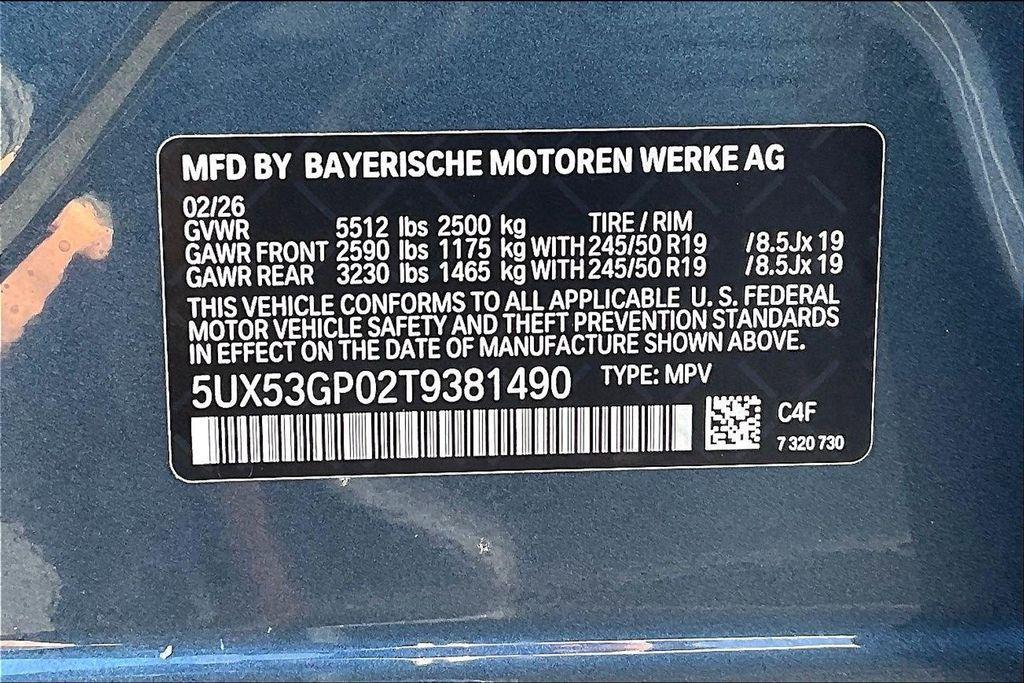 MFD BY BAYERISCHE MOTOREN WERKE AG
02/26
GVWR 5512 lbs 2500 kg TIRE / RIM
GAWR FRONT 2590 lbs 1175 kg WITH 245/50 R19 /8.5Jx 19
GAWR REAR 3230 lbs 1465 kg WITH 245/50 R19 /8.5Jx 19
THIS VEHICLE CONFORMS TO ALL APPLICABLE U. S. FEDERAL
MOTOR VEHICLE SAFETY AND THEFT PREVENTION STANDARDS
IN EFFECT ON THE DATE OF MANUFACTURE SHOWN ABOVE.
5UX53GP02T9381490 TYPE: MPV
C4F
7 320 730